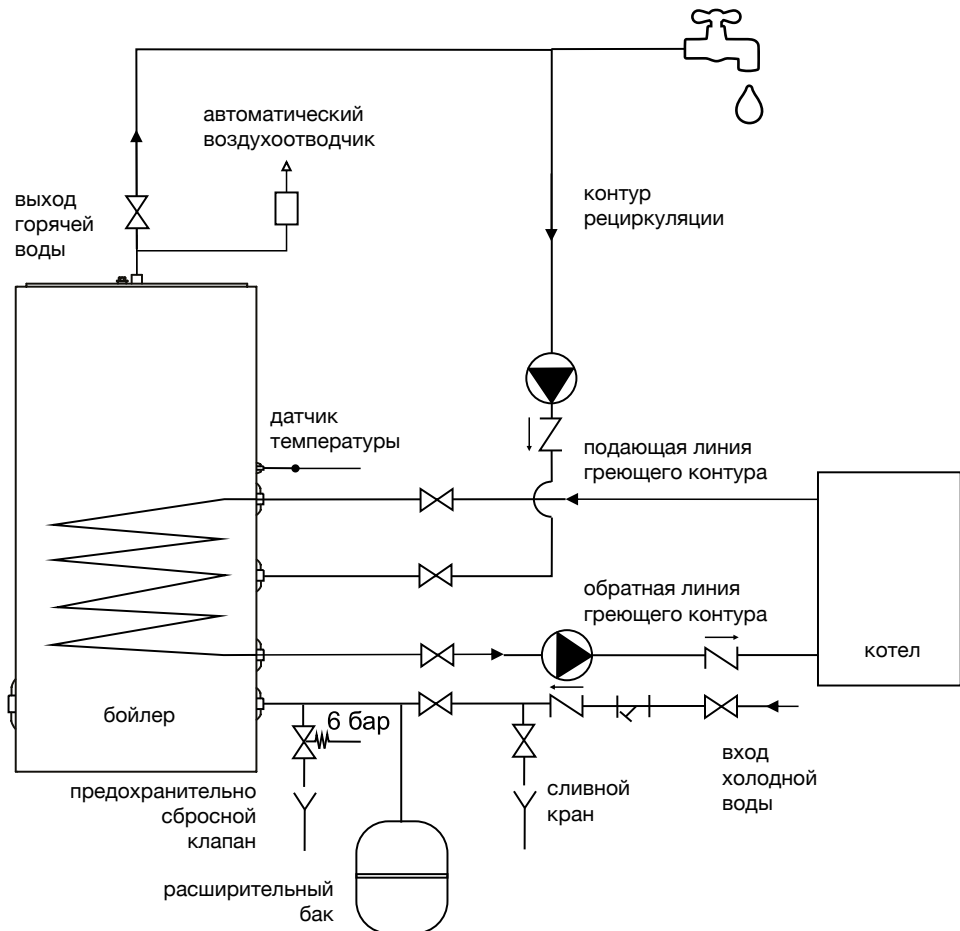 автоматический
воздухоотводчик
выход
горячей
воды
контур
рециркуляции
датчик
температуры
подающая линия
греющего контура
обратная линия
греющего контура
котел
бойлер
6 бар
вход
холодной
воды
предохранительно
сбросной
клапан
сливной
кран
расширительный
бак